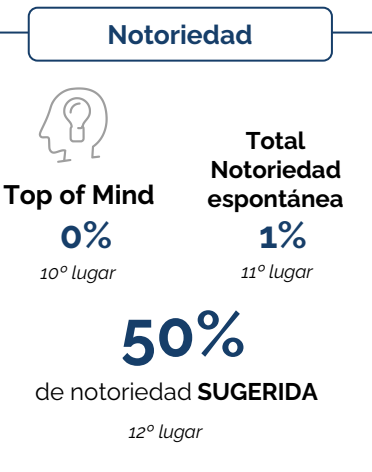 Notoriedad
Top of Mind
0%
10º lugar
Total
Notoriedad
espontánea
1%
11º lugar
50%
de notoriedad SUGERIDA
12º lugar